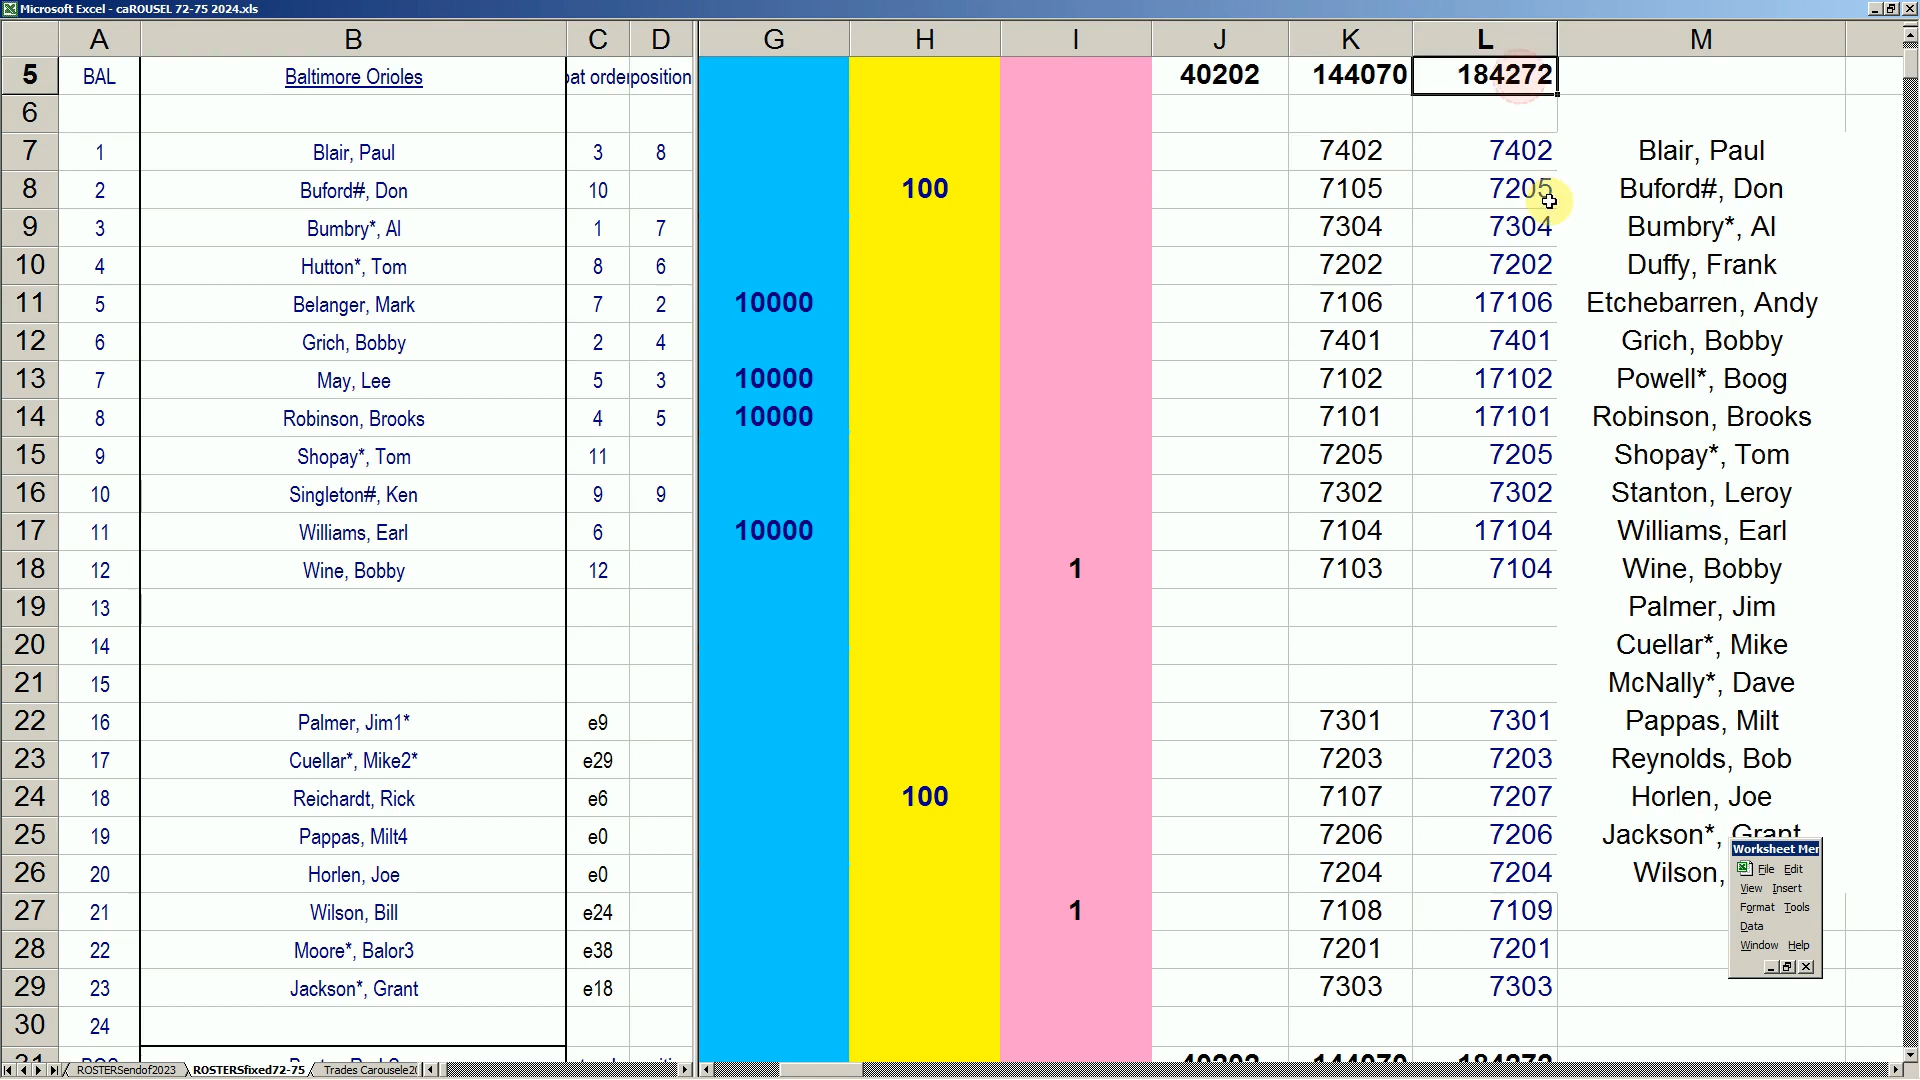 Microsoft Excel - caROUSEL 72-75 2024.xls
A B C D G H I J K L M
5 BAL Baltimore Orioles bat order position 40202 144070 184272
6
7 1 Blair, Paul 3 8 7402 7402 Blair, Paul
8 2 Buford#, Don 10 100 7105 7205 Buford#, Don
9 3 Bumbry*, Al 1 7 7304 7304 Bumbry*, Al
10 4 Hutton*, Tom 8 6 7202 7202 Duffy, Frank
11 5 Belanger, Mark 7 2 10000 7106 17106 Etchebarren, Andy
12 6 Grich, Bobby 2 4 7401 7401 Grich, Bobby
13 7 May, Lee 5 3 10000 7102 17102 Powell*, Boog
14 8 Robinson, Brooks 4 5 10000 7101 17101 Robinson, Brooks
15 9 Shopay*, Tom 11 7205 7205 Shopay*, Tom
16 10 Singleton#, Ken 9 9 7302 7302 Stanton, Leroy
17 11 Williams, Earl 6 10000 7104 17104 Williams, Earl
18 12 Wine, Bobby 12 1 7103 7104 Wine, Bobby
19 13 Palmer, Jim
20 14 Cuellar*, Mike
21 15 McNally*, Dave
22 16 Palmer, Jim1* e9 7301 7301 Pappas, Milt
23 17 Cuellar*, Mike2* e29 7203 7203 Reynolds, Bob
24 18 Reichardt, Rick e6 100 7107 7207 Horlen, Joe
25 19 Pappas, Milt4 e0 7206 7206 Jackson*, Grant
26 20 Horlen, Joe e0 7204 7204 Wilson,
27 21 Wilson, Bill e24 1 7108 7109
28 22 Moore*, Balor3 e38 7201 7201
29 23 Jackson*, Grant e18 7303 7303
30 24
Worksheet Mer
File Edit
View Insert
Format Tools
Data
Window Help
31 BOS 40202 144070 184272
ROSTERSendof2023 ROSTERSfixed72-75 Trades Carousele20